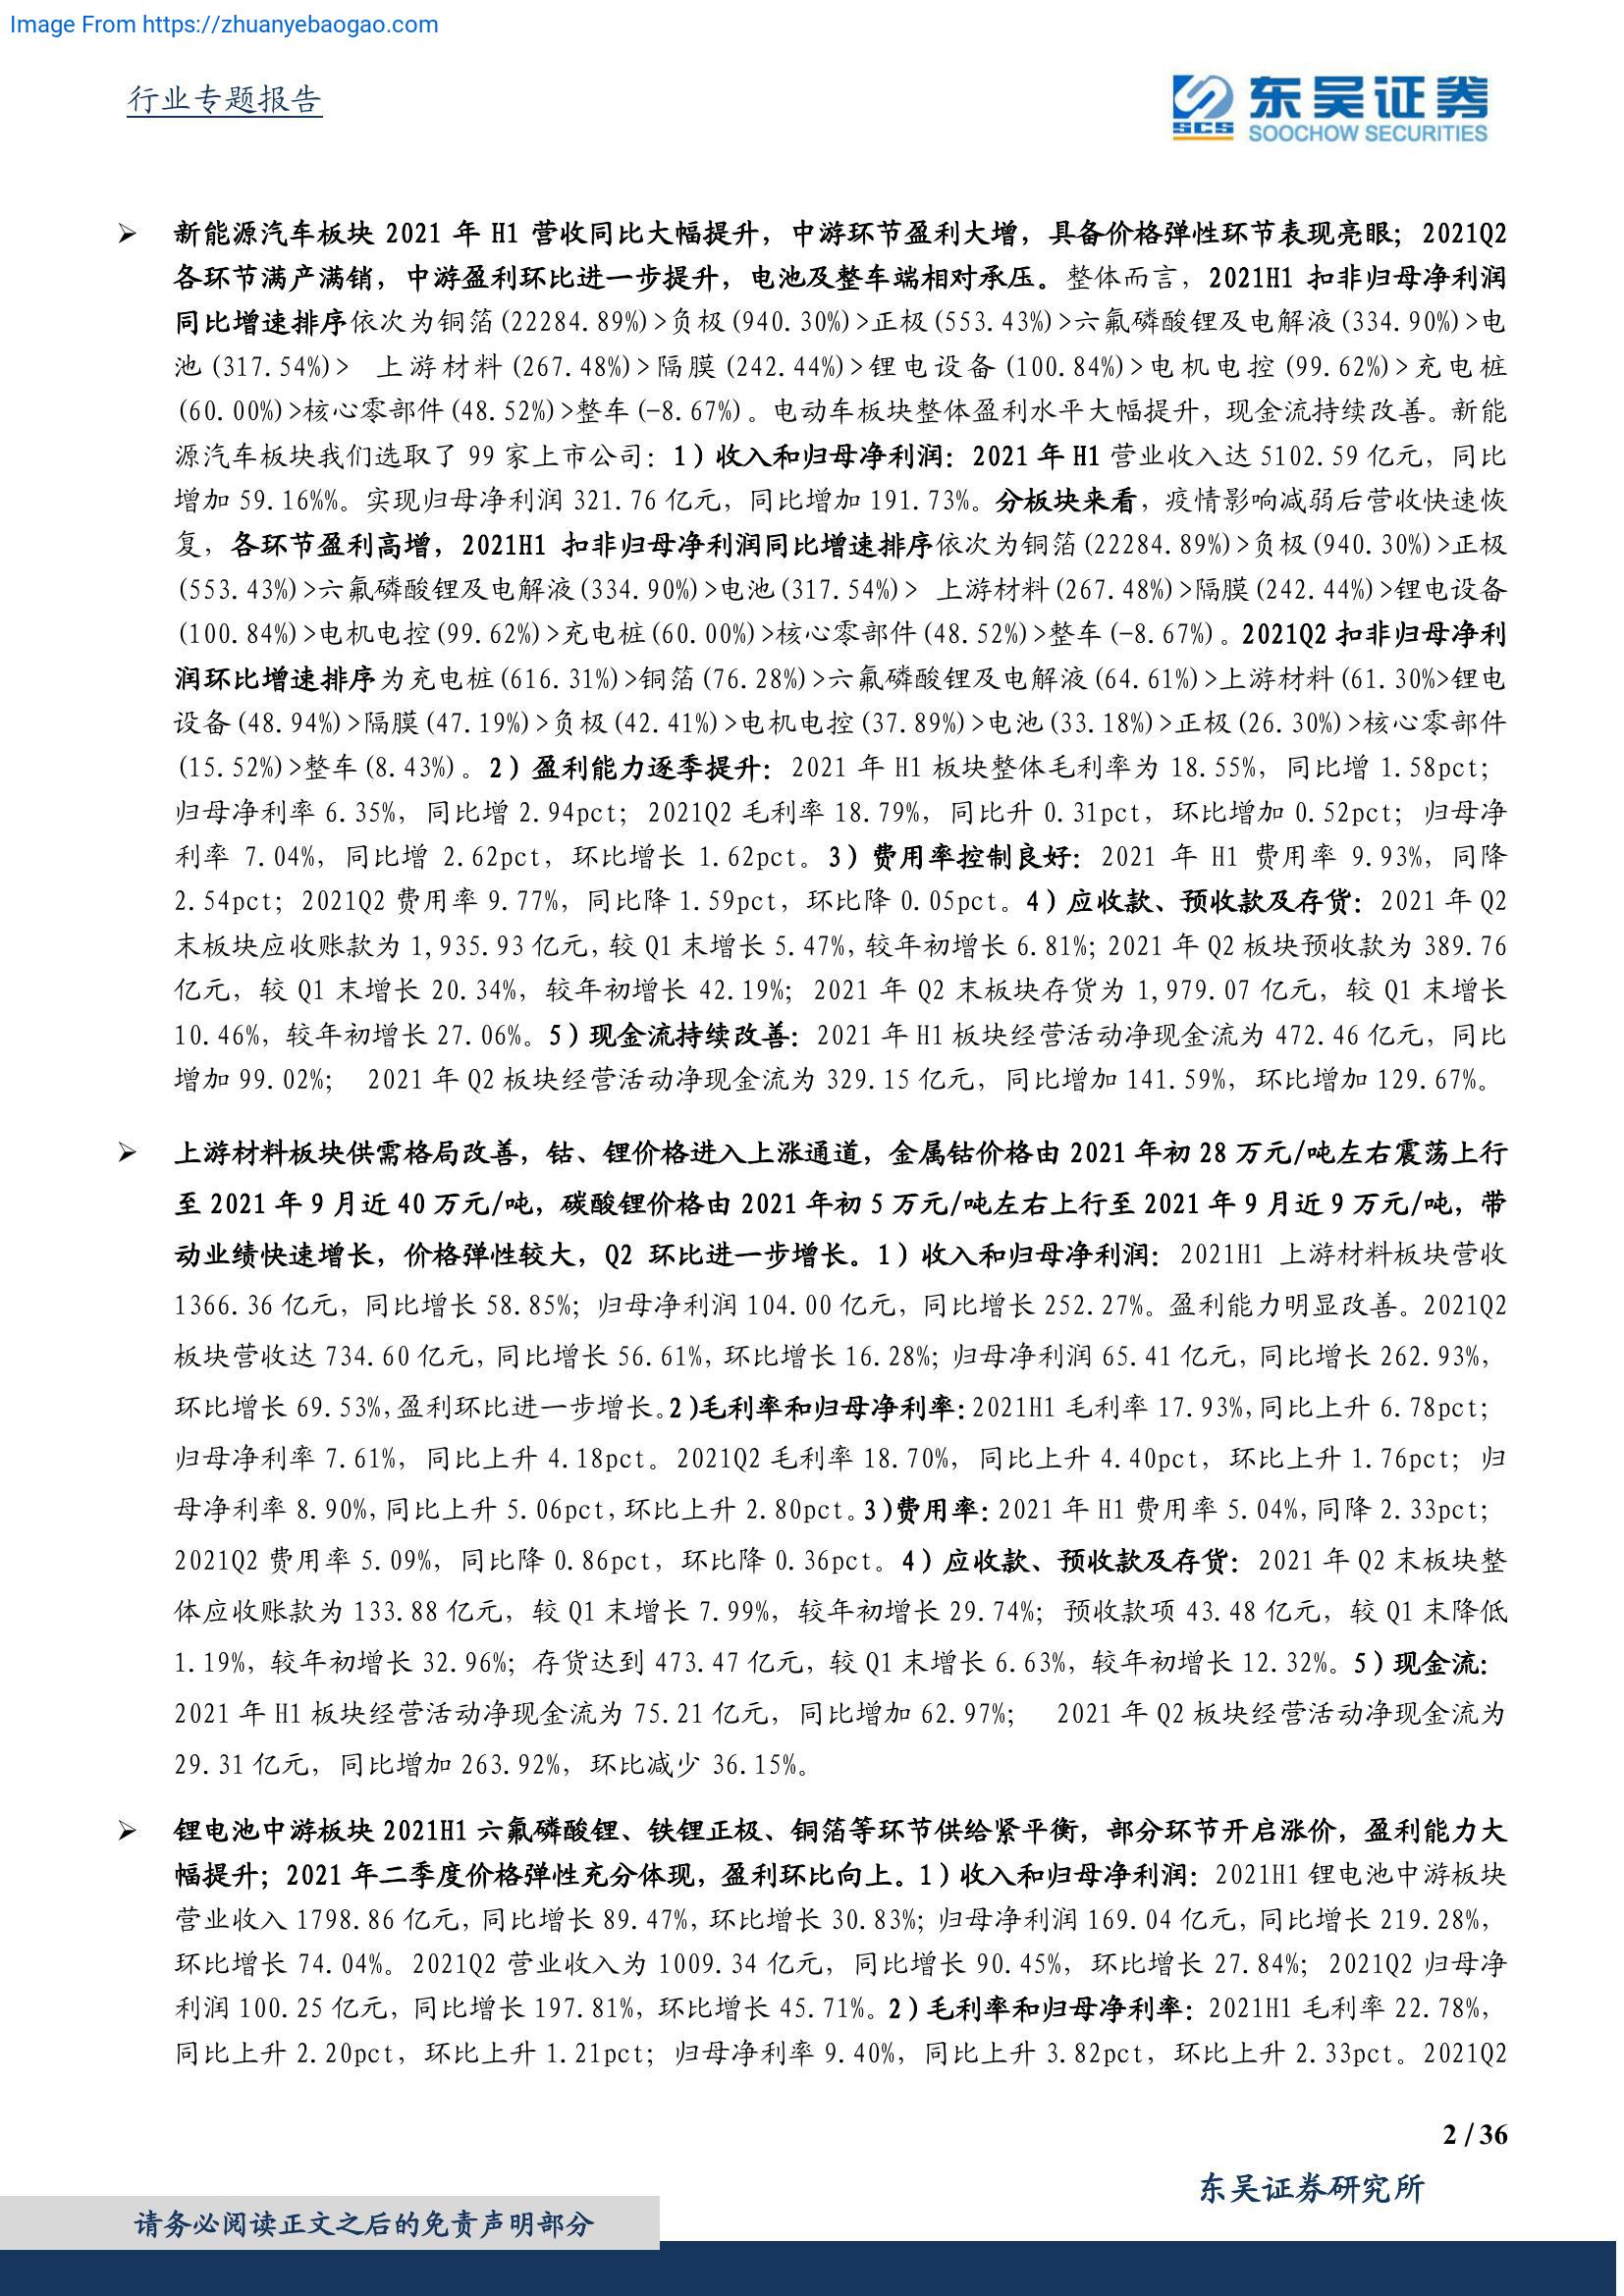 Image From https://zhuanyebaogao.com
行业专题报告
东吴证券
SCS
SOOCHOW SECURITIES
➢ 新能源汽车板块 2021 年 H1 营收同比大幅提升，中游环节盈利大增，具备价格弹性环节表现亮眼；2021Q2
各环节满产满销，中游盈利环比进一步提升，电池及整车端相对承压。整体而言，2021H1 扣非归母净利润
同比增速排序依次为铜箔(22284.89%)>负极(940.30%)>正极(553.43%)>六氟磷酸锂及电解液(334.90%)>电
池(317.54%)> 上游材料(267.48%)>隔膜(242.44%)>锂电设备(100.84%)>电机电控(99.62%)>充电桩
(60.00%)>核心零部件(48.52%)>整车(-8.67%)。电动车板块整体盈利水平大幅提升，现金流持续改善。新能
源汽车板块我们选取了 99 家上市公司：1）收入和归母净利润：2021 年 H1 营业收入达 5102.59 亿元，同比
增加 59.16%%。实现归母净利润 321.76 亿元，同比增加 191.73%。分板块来看，疫情影响减弱后营收快速恢
复，各环节盈利高增，2021H1 扣非归母净利润同比增速排序依次为铜箔(22284.89%)>负极(940.30%)>正极
(553.43%)>六氟磷酸锂及电解液(334.90%)>电池(317.54%)> 上游材料(267.48%)>隔膜(242.44%)>锂电设备
(100.84%)>电机电控(99.62%)>充电桩(60.00%)>核心零部件(48.52%)>整车(-8.67%)。2021Q2 扣非归母净利
润环比增速排序为充电桩(616.31%)>铜箔(76.28%)>六氟磷酸锂及电解液(64.61%)>上游材料(61.30%>锂电
设备(48.94%)>隔膜(47.19%)>负极(42.41%)>电机电控(37.89%)>电池(33.18%)>正极(26.30%)>核心零部件
(15.52%)>整车(8.43%)。2）盈利能力逐季提升：2021 年 H1 板块整体毛利率为 18.55%，同比增 1.58pct；
归母净利率 6.35%，同比增 2.94pct；2021Q2 毛利率 18.79%，同比升 0.31pct，环比增加 0.52pct；归母净
利率 7.04%，同比增 2.62pct，环比增长 1.62pct。3）费用率控制良好：2021 年 H1 费用率 9.93%，同降
2.54pct；2021Q2 费用率 9.77%，同比降 1.59pct，环比降 0.05pct。4）应收款、预收款及存货：2021 年 Q2
末板块应收账款为 1,935.93 亿元，较 Q1 末增长 5.47%，较年初增长 6.81%；2021 年 Q2 板块预收款为 389.76
亿元，较 Q1 末增长 20.34%，较年初增长 42.19%；2021 年 Q2 末板块存货为 1,979.07 亿元，较 Q1 末增长
10.46%，较年初增长 27.06%。5）现金流持续改善：2021 年 H1 板块经营活动净现金流为 472.46 亿元，同比
增加 99.02%； 2021 年 Q2 板块经营活动净现金流为 329.15 亿元，同比增加 141.59%，环比增加 129.67%。
➢ 上游材料板块供需格局改善，钴、锂价格进入上涨通道，金属钴价格由 2021 年初 28 万元/吨左右震荡上行
至 2021 年 9 月近 40 万元/吨，碳酸锂价格由 2021 年初 5 万元/吨左右上行至 2021 年 9 月近 9 万元/吨，带
动业绩快速增长，价格弹性较大，Q2 环比进一步增长。1）收入和归母净利润：2021H1 上游材料板块营收
1366.36 亿元，同比增长 58.85%；归母净利润 104.00 亿元，同比增长 252.27%。盈利能力明显改善。2021Q2
板块营收达 734.60 亿元，同比增长 56.61%，环比增长 16.28%；归母净利润 65.41 亿元，同比增长 262.93%，
环比增长 69.53%，盈利环比进一步增长。2）毛利率和归母净利率：2021H1 毛利率 17.93%，同比上升 6.78pct；
归母净利率 7.61%，同比上升 4.18pct。2021Q2 毛利率 18.70%，同比上升 4.40pct，环比上升 1.76pct；归
母净利率 8.90%，同比上升 5.06pct，环比上升 2.80pct。3）费用率：2021 年 H1 费用率 5.04%，同降 2.33pct；
2021Q2 费用率 5.09%，同比降 0.86pct，环比降 0.36pct。4）应收款、预收款及存货：2021 年 Q2 末板块整
体应收账款为 133.88 亿元，较 Q1 末增长 7.99%，较年初增长 29.74%；预收款项 43.48 亿元，较 Q1 末降低
1.19%，较年初增长 32.96%；存货达到 473.47 亿元，较 Q1 末增长 6.63%，较年初增长 12.32%。5）现金流：
2021 年 H1 板块经营活动净现金流为 75.21 亿元，同比增加 62.97%； 2021 年 Q2 板块经营活动净现金流为
29.31 亿元，同比增加 263.92%，环比减少 36.15%。
➢ 锂电池中游板块 2021H1 六氟磷酸锂、铁锂正极、铜箔等环节供给紧平衡，部分环节开启涨价，盈利能力大
幅提升；2021 年二季度价格弹性充分体现，盈利环比向上。1）收入和归母净利润：2021H1 锂电池中游板块
营业收入 1798.86 亿元，同比增长 89.47%，环比增长 30.83%；归母净利润 169.04 亿元，同比增长 219.28%，
环比增长 74.04%。2021Q2 营业收入为 1009.34 亿元，同比增长 90.45%，环比增长 27.84%；2021Q2 归母净
利润 100.25 亿元，同比增长 197.81%，环比增长 45.71%。2）毛利率和归母净利率：2021H1 毛利率 22.78%，
同比上升 2.20pct，环比上升 1.21pct；归母净利率 9.40%，同比上升 3.82pct，环比上升 2.33pct。2021Q2
2 / 36
东吴证券研究所
请务必阅读正文之后的免责声明部分